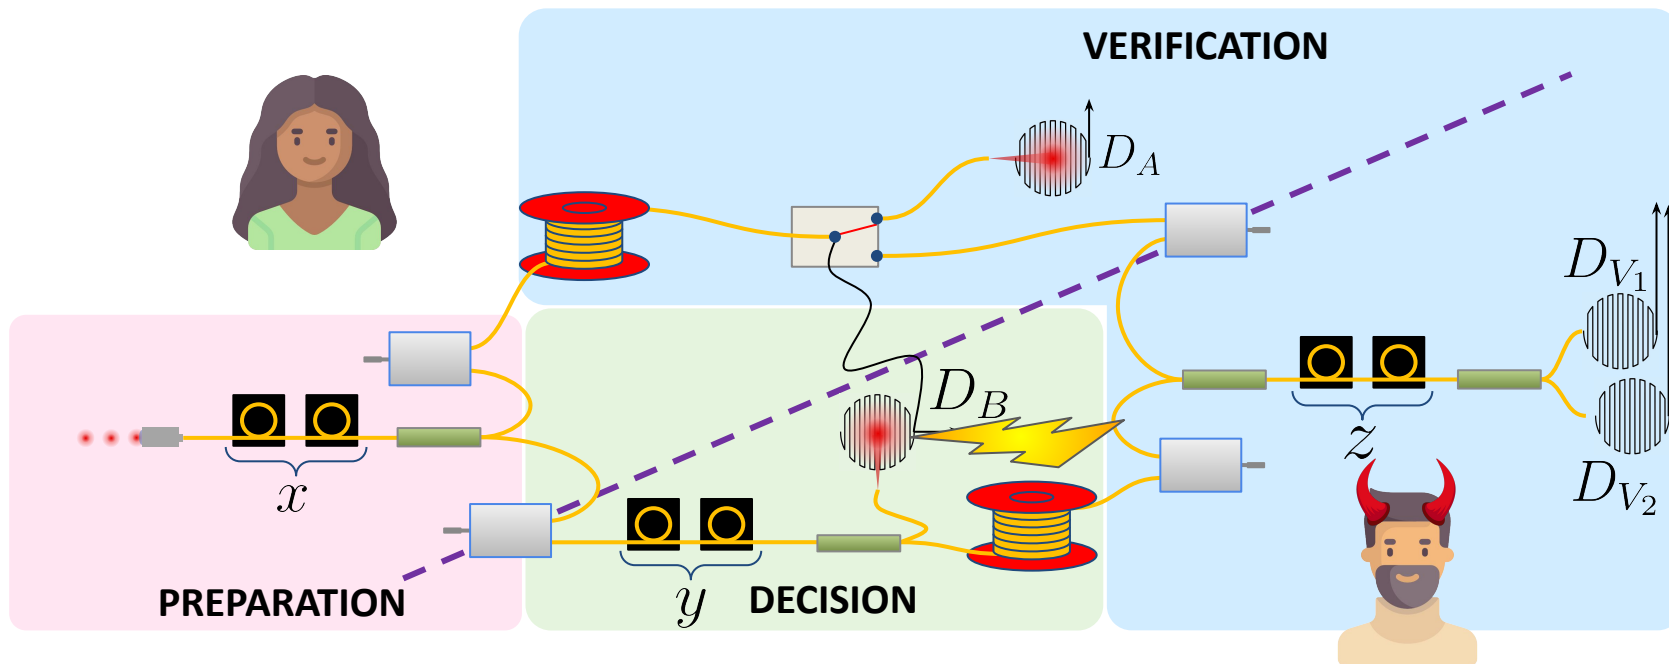 VERIFICATION
D_A
D_{V_1}
D_B
x
z
D_{V_2}
y
PREPARATION
DECISION